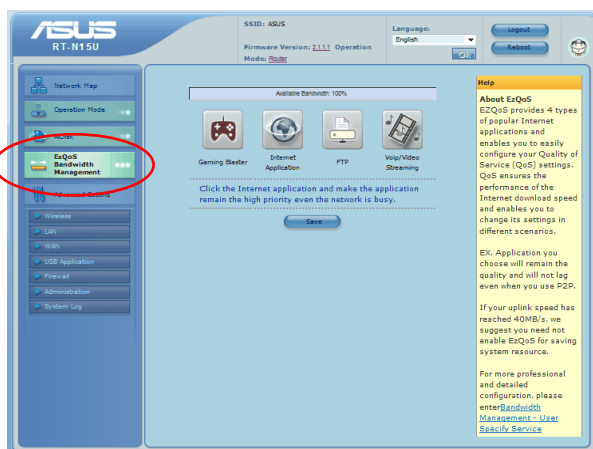 ASUS
RT-N15U
SSID: ASUS
Firmware Version: 2.1.1.1 Operation
Mode: Router
Language:
English
Logout
Reboot
Network Map
Operation Mode
AiDisk
EzQoS
Bandwidth
Management
Advanced Setting
Wireless
LAN
WAN
USB Application
Firewall
Administration
System Log
Available Bandwidth: 100%
Gaming Blaster
Internet
Application
FTP
Voip/Video
Streaming
Click the Internet application and make the application
remain the high priority even the network is
busy.
Save
Help
About EzQoS
EZQoS provides 4 types
of popular Internet
applications and
enables you to easily
configure your Quality of
Service (QoS) settings.
QoS ensures the
performance of the
Internet download speed
and enables you to
change its settings in
different scenarios.
EX. Application you
choose will remain the
quality and will not lag
even when you use P2P.
If your uplink speed has
reached 40MB/s, we
suggest you need not
enable EzQoS for saving
system resource.
For more professional
and detailed
configuration, please
enterBandwidth
Management - User
Specify Service